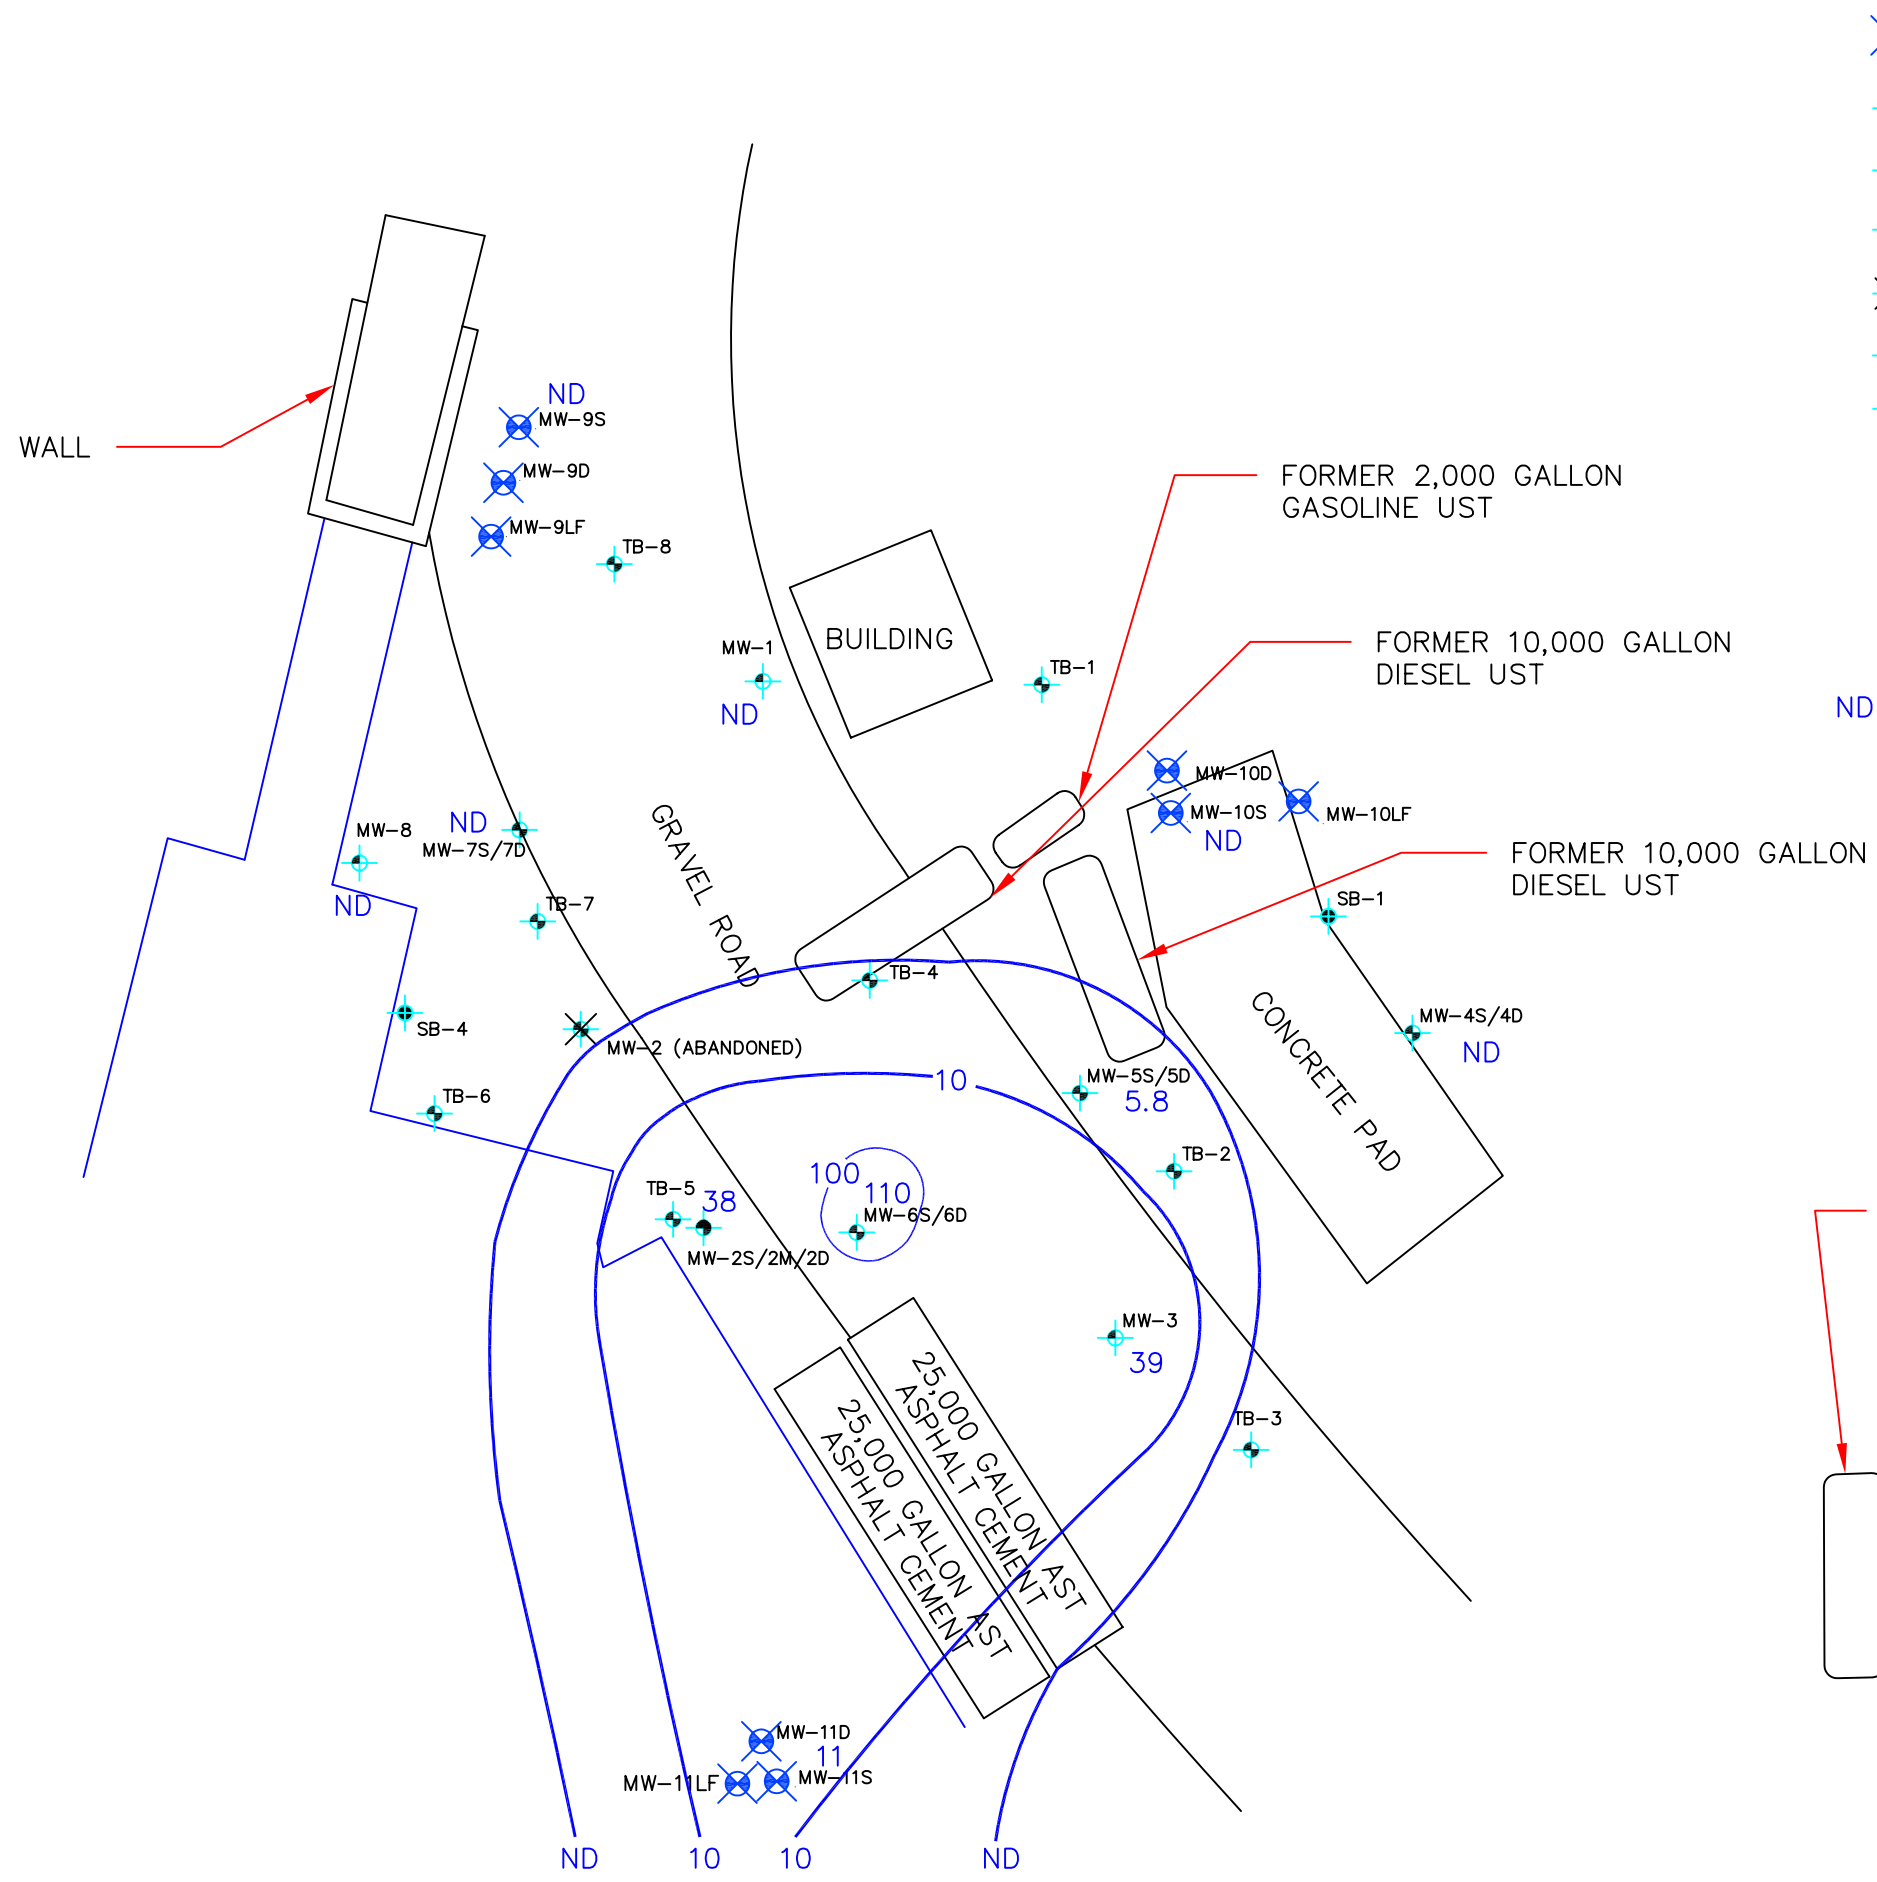 ND
MW-9S
WALL
MW-9D
FORMER 2,000 GALLON
GASOLINE UST
MW-9LF
TB-8
BUILDING
FORMER 10,000 GALLON
DIESEL UST
MW-1
TB-1
ND
ND
MW-10D
MW-10S
MW-10LF
ND
ND
MW-8
MW-7S/7D
GRAVEL ROAD
FORMER 10,000 GALLON
DIESEL UST
SB-1
ND
TB-7
TB-4
SB-4
MW-2 (ABANDONED)
CONCRETE PAD
MW-4S/4D
ND
10
MW-5S/5D
5.8
TB-6
TB-2
100
110
TB-5
38
MW-6S/6D
MW-2S/2M/2D
MW-3
39
25,000 GALLON AST
ASPHALT CEMENT
25,000 GALLON AST
ASPHALT CEMENT
TB-3
MW-11D
11
MW-11LF
MW-11S
ND
10
10
ND